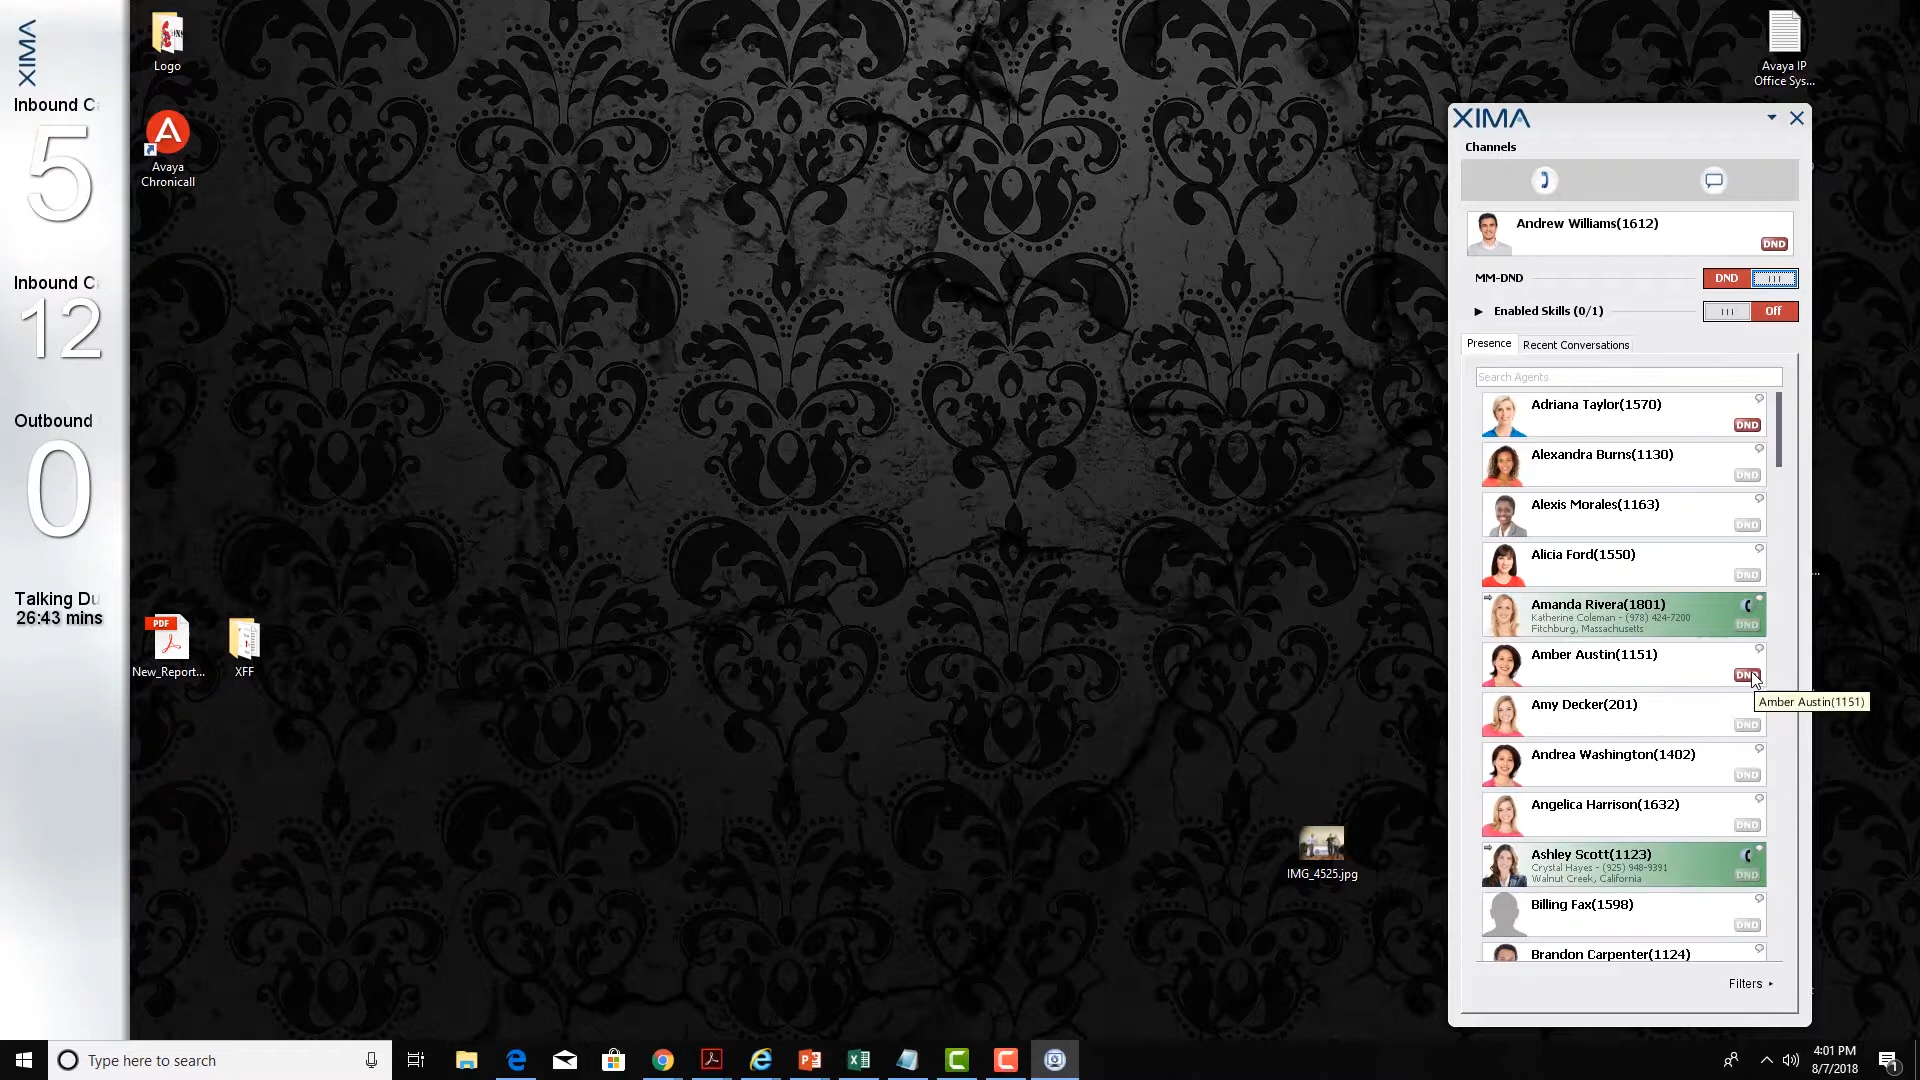 XIMA
Inbound Ca
5
Inbound Ca
12
Outbound
0
Talking Du
26:43 mins
Logo
Avaya
Chronicall
PDF
New_Report...
XFF
IMG_4525.jpg
Avaya IP
Office Sys...
XIMA
Channels
Andrew Williams(1612)
DND
MM-DND
DND
Enabled Skills (0/1)
Off
Presence
Recent Conversations
Search Agents
Adriana Taylor(1570)
DND
Alexandra Burns(1130)
DND
Alexis Morales(1163)
DND
Alicia Ford(1550)
DND
Amanda Rivera(1801)
Katherine Coleman - (978) 424-7200
DND
Fitchburg, Massachusetts
Amber Austin(1151)
DND
Amber Austin(1151)
Amy Decker(201)
DND
Andrea Washington(1402)
DND
Angelica Harrison(1632)
DND
Ashley Scott(1123)
Crystal Hayes - (925) 948-9391
DND
Walnut Creek, California
Billing Fax(1598)
DND
Brandon Carpenter(1124)
Filters
Type here to search
4:01 PM
8/7/2018
1